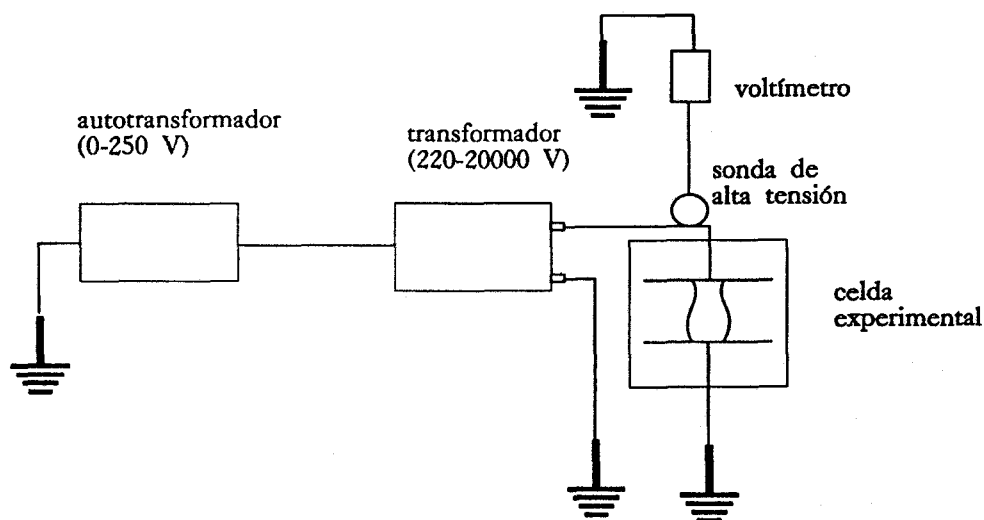 autotransformador
(0-250 V)
transformador
(220-20000 V)
voltímetro
sonda de
alta tensión
celda
experimental